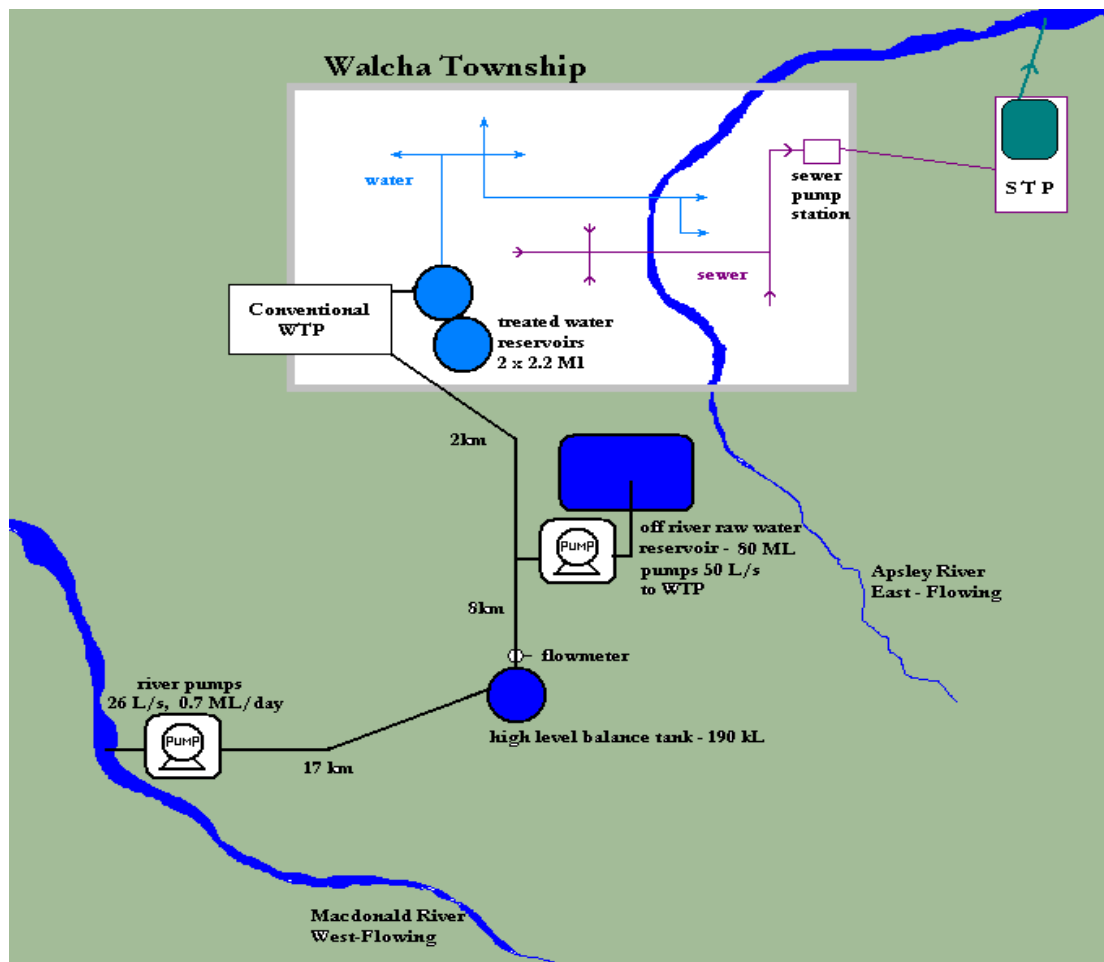 Walcha Township
water
sewer
pump
station
S T P
sewer
Conventional
WTP
treated water
reservoirs
2 x 2.2 Ml
2km
PUMP
off river raw water
reservoir - 80 ML
pumps 50 L/s
to WTP
Apsley River
East - Flowing
8km
flowmeter
river pumps
26 L/s, 0.7 ML/day
PUMP
high level balance tank - 190 kL
17 km
Macdonald River
West-Flowing